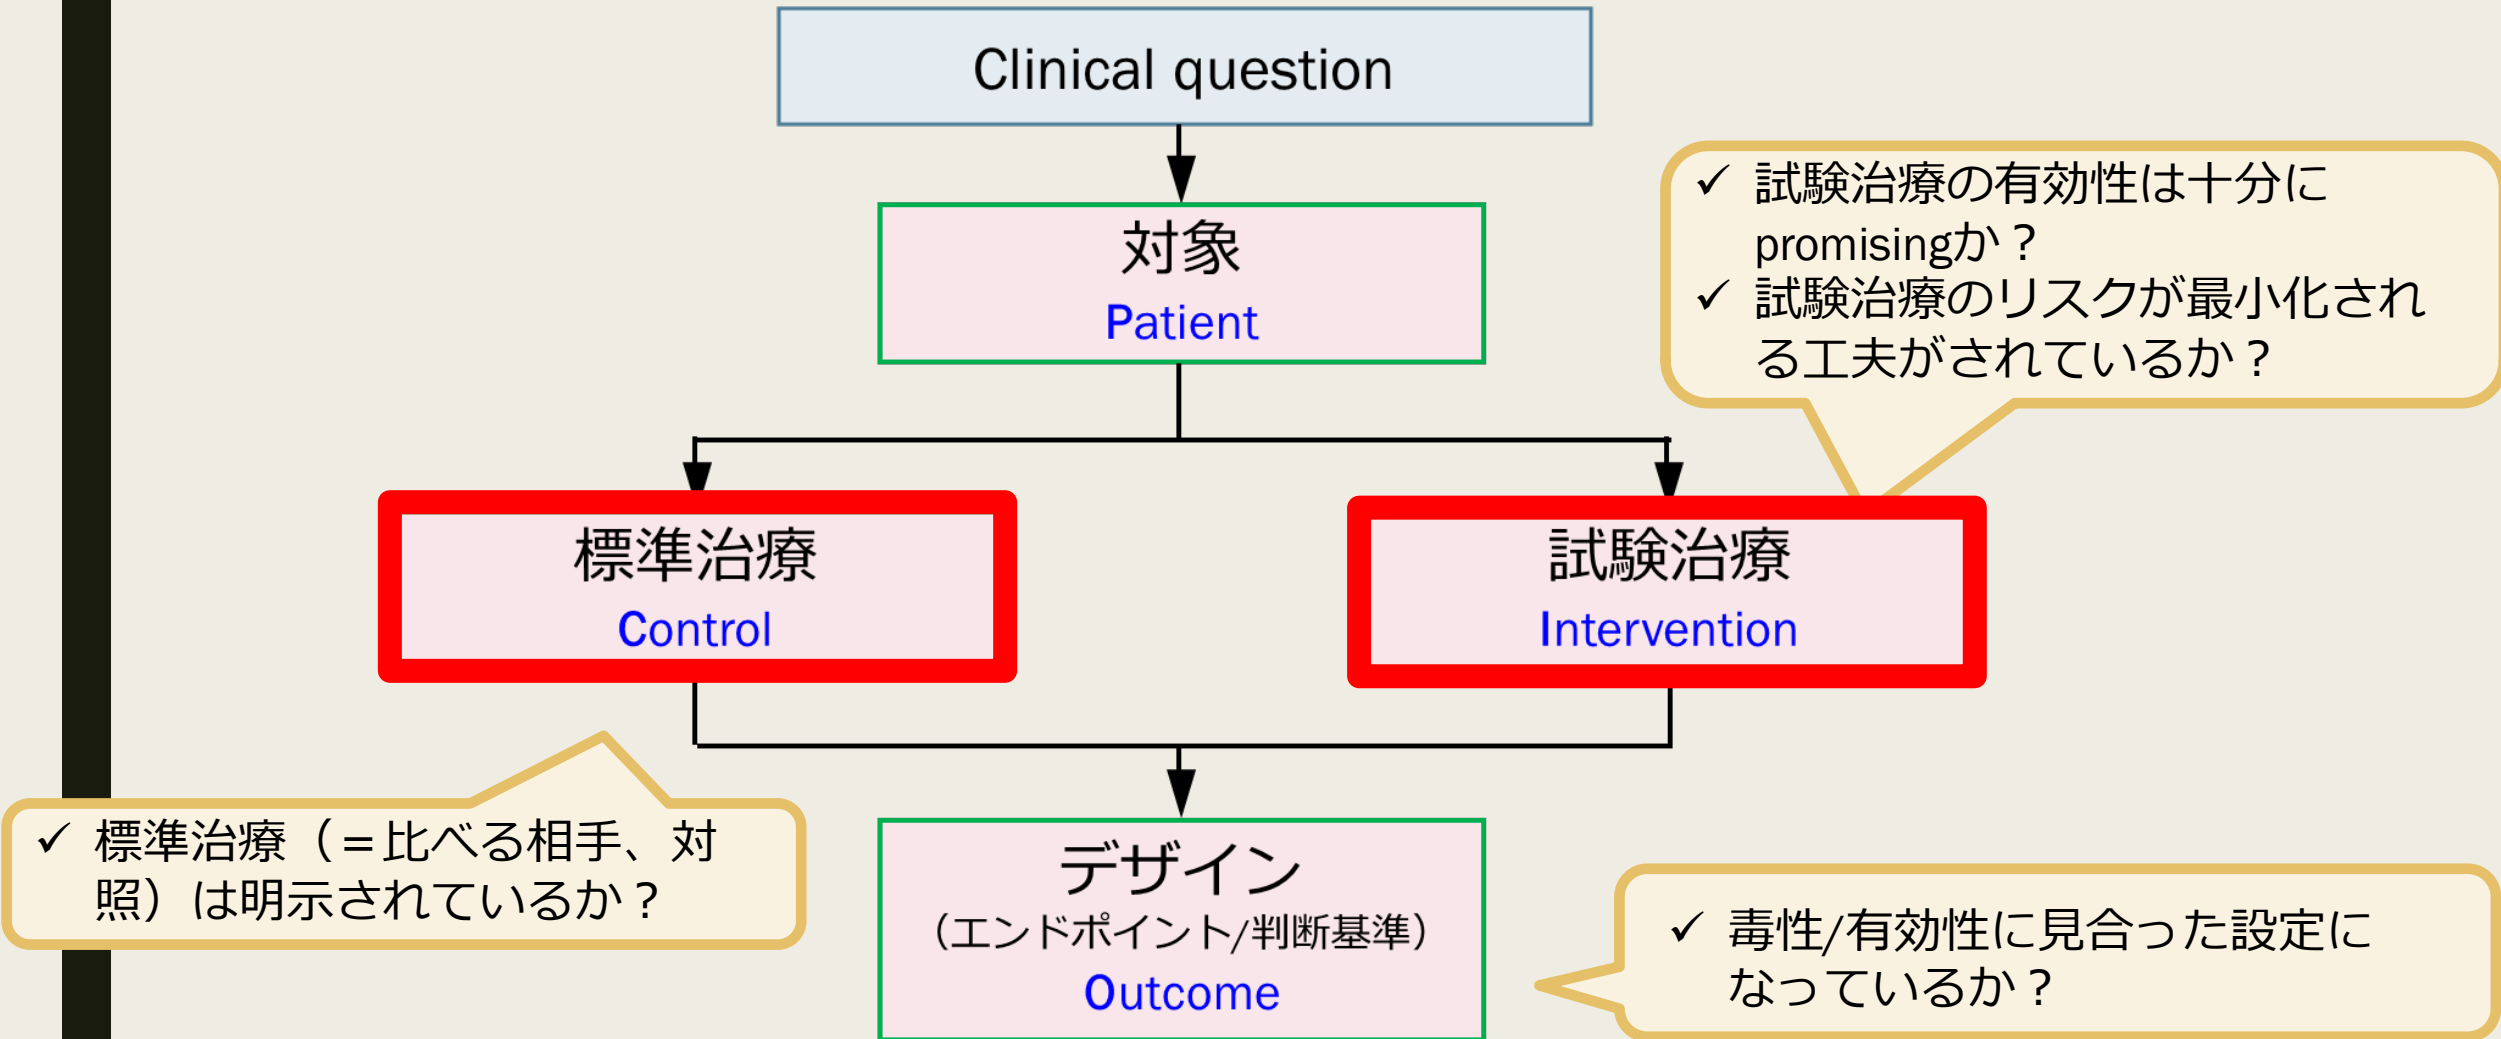 Clinical question
対象
Patient
✓ 試験治療の有効性は十分に
promisingか？
✓ 試験治療のリスクが最小化され
る工夫がされているか？
標準治療
Control
試験治療
Intervention
✓ 標準治療（＝比べる相手、対
照）は明示されているか？
デザイン
（エンドポイント/判断基準）
Outcome
✓ 毒性/有効性に見合った設定に
なっているか？